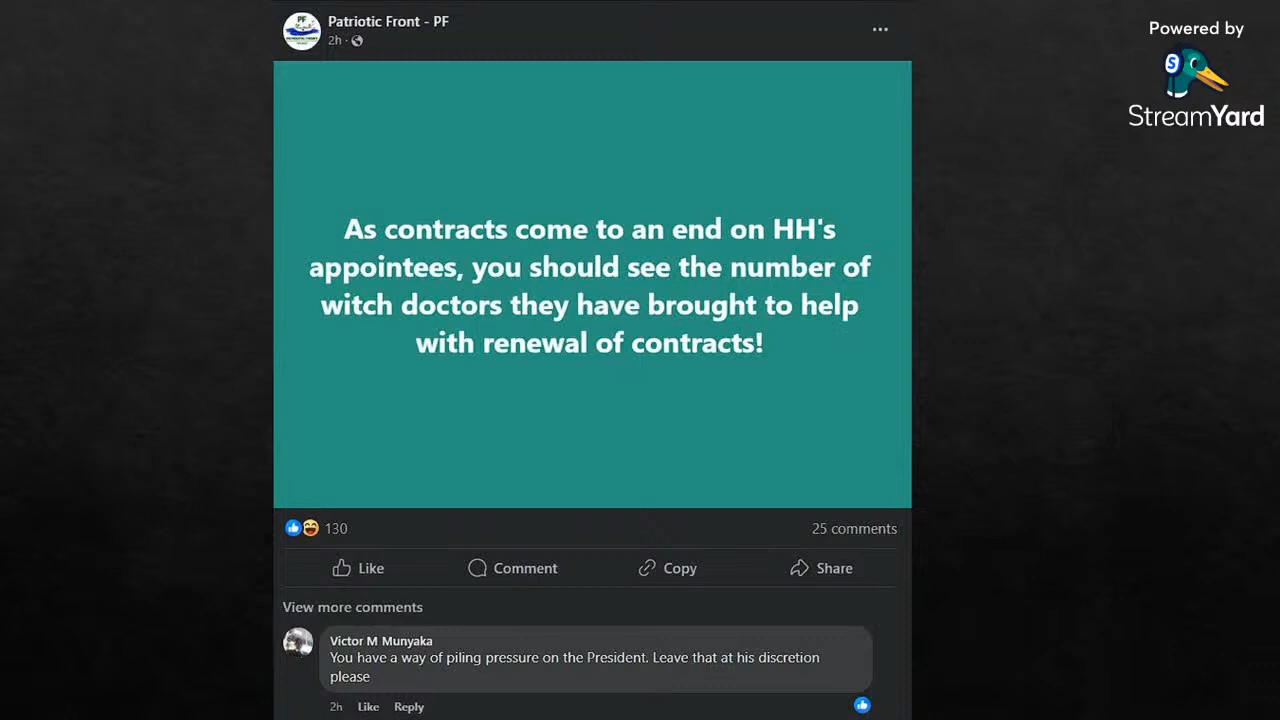 Patriotic Front - PF
2h
Powered by
StreamYard
As contracts come to an end on HH's
appointees, you should see the number of
witch doctors they have brought to help
with renewal of contracts!
130
25 comments
Like
Comment
Copy
Share
View more comments
Victor M Munyaka
You have a way of piling pressure on the President. Leave that at his discretion
please
2h Like Reply